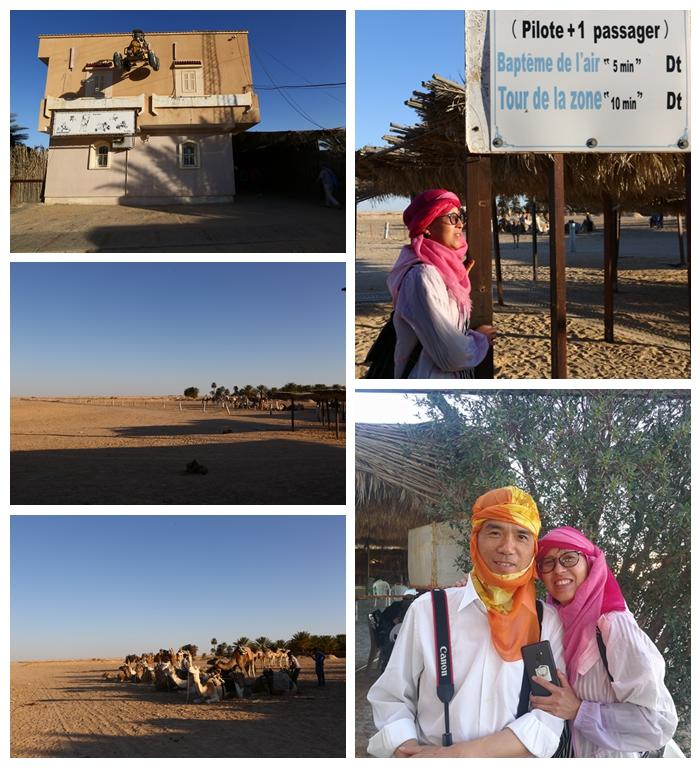 ( Pilote + 1 passager )
Baptême de l'air " 5 min" Dt
Tour de la zone " 10 min" Dt
Canon